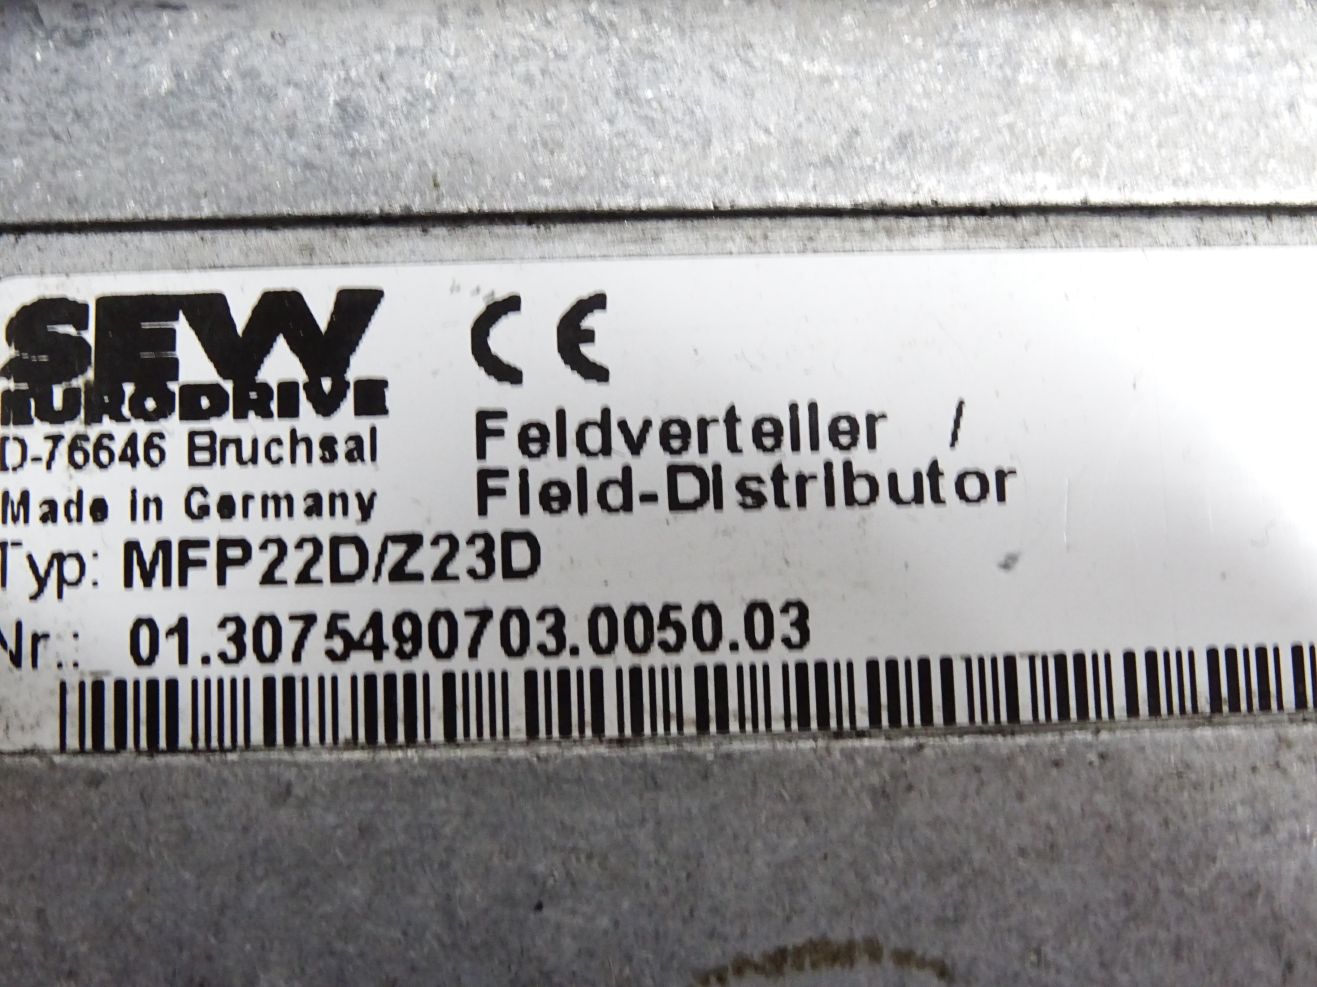 SEW
EURODRIVE
CE
D-76646 Bruchsal
Made in Germany
Feldverteiler /
Field-Distributor
Typ: MFP22D/Z23D
Nr.: 01.3075490703.0050.03